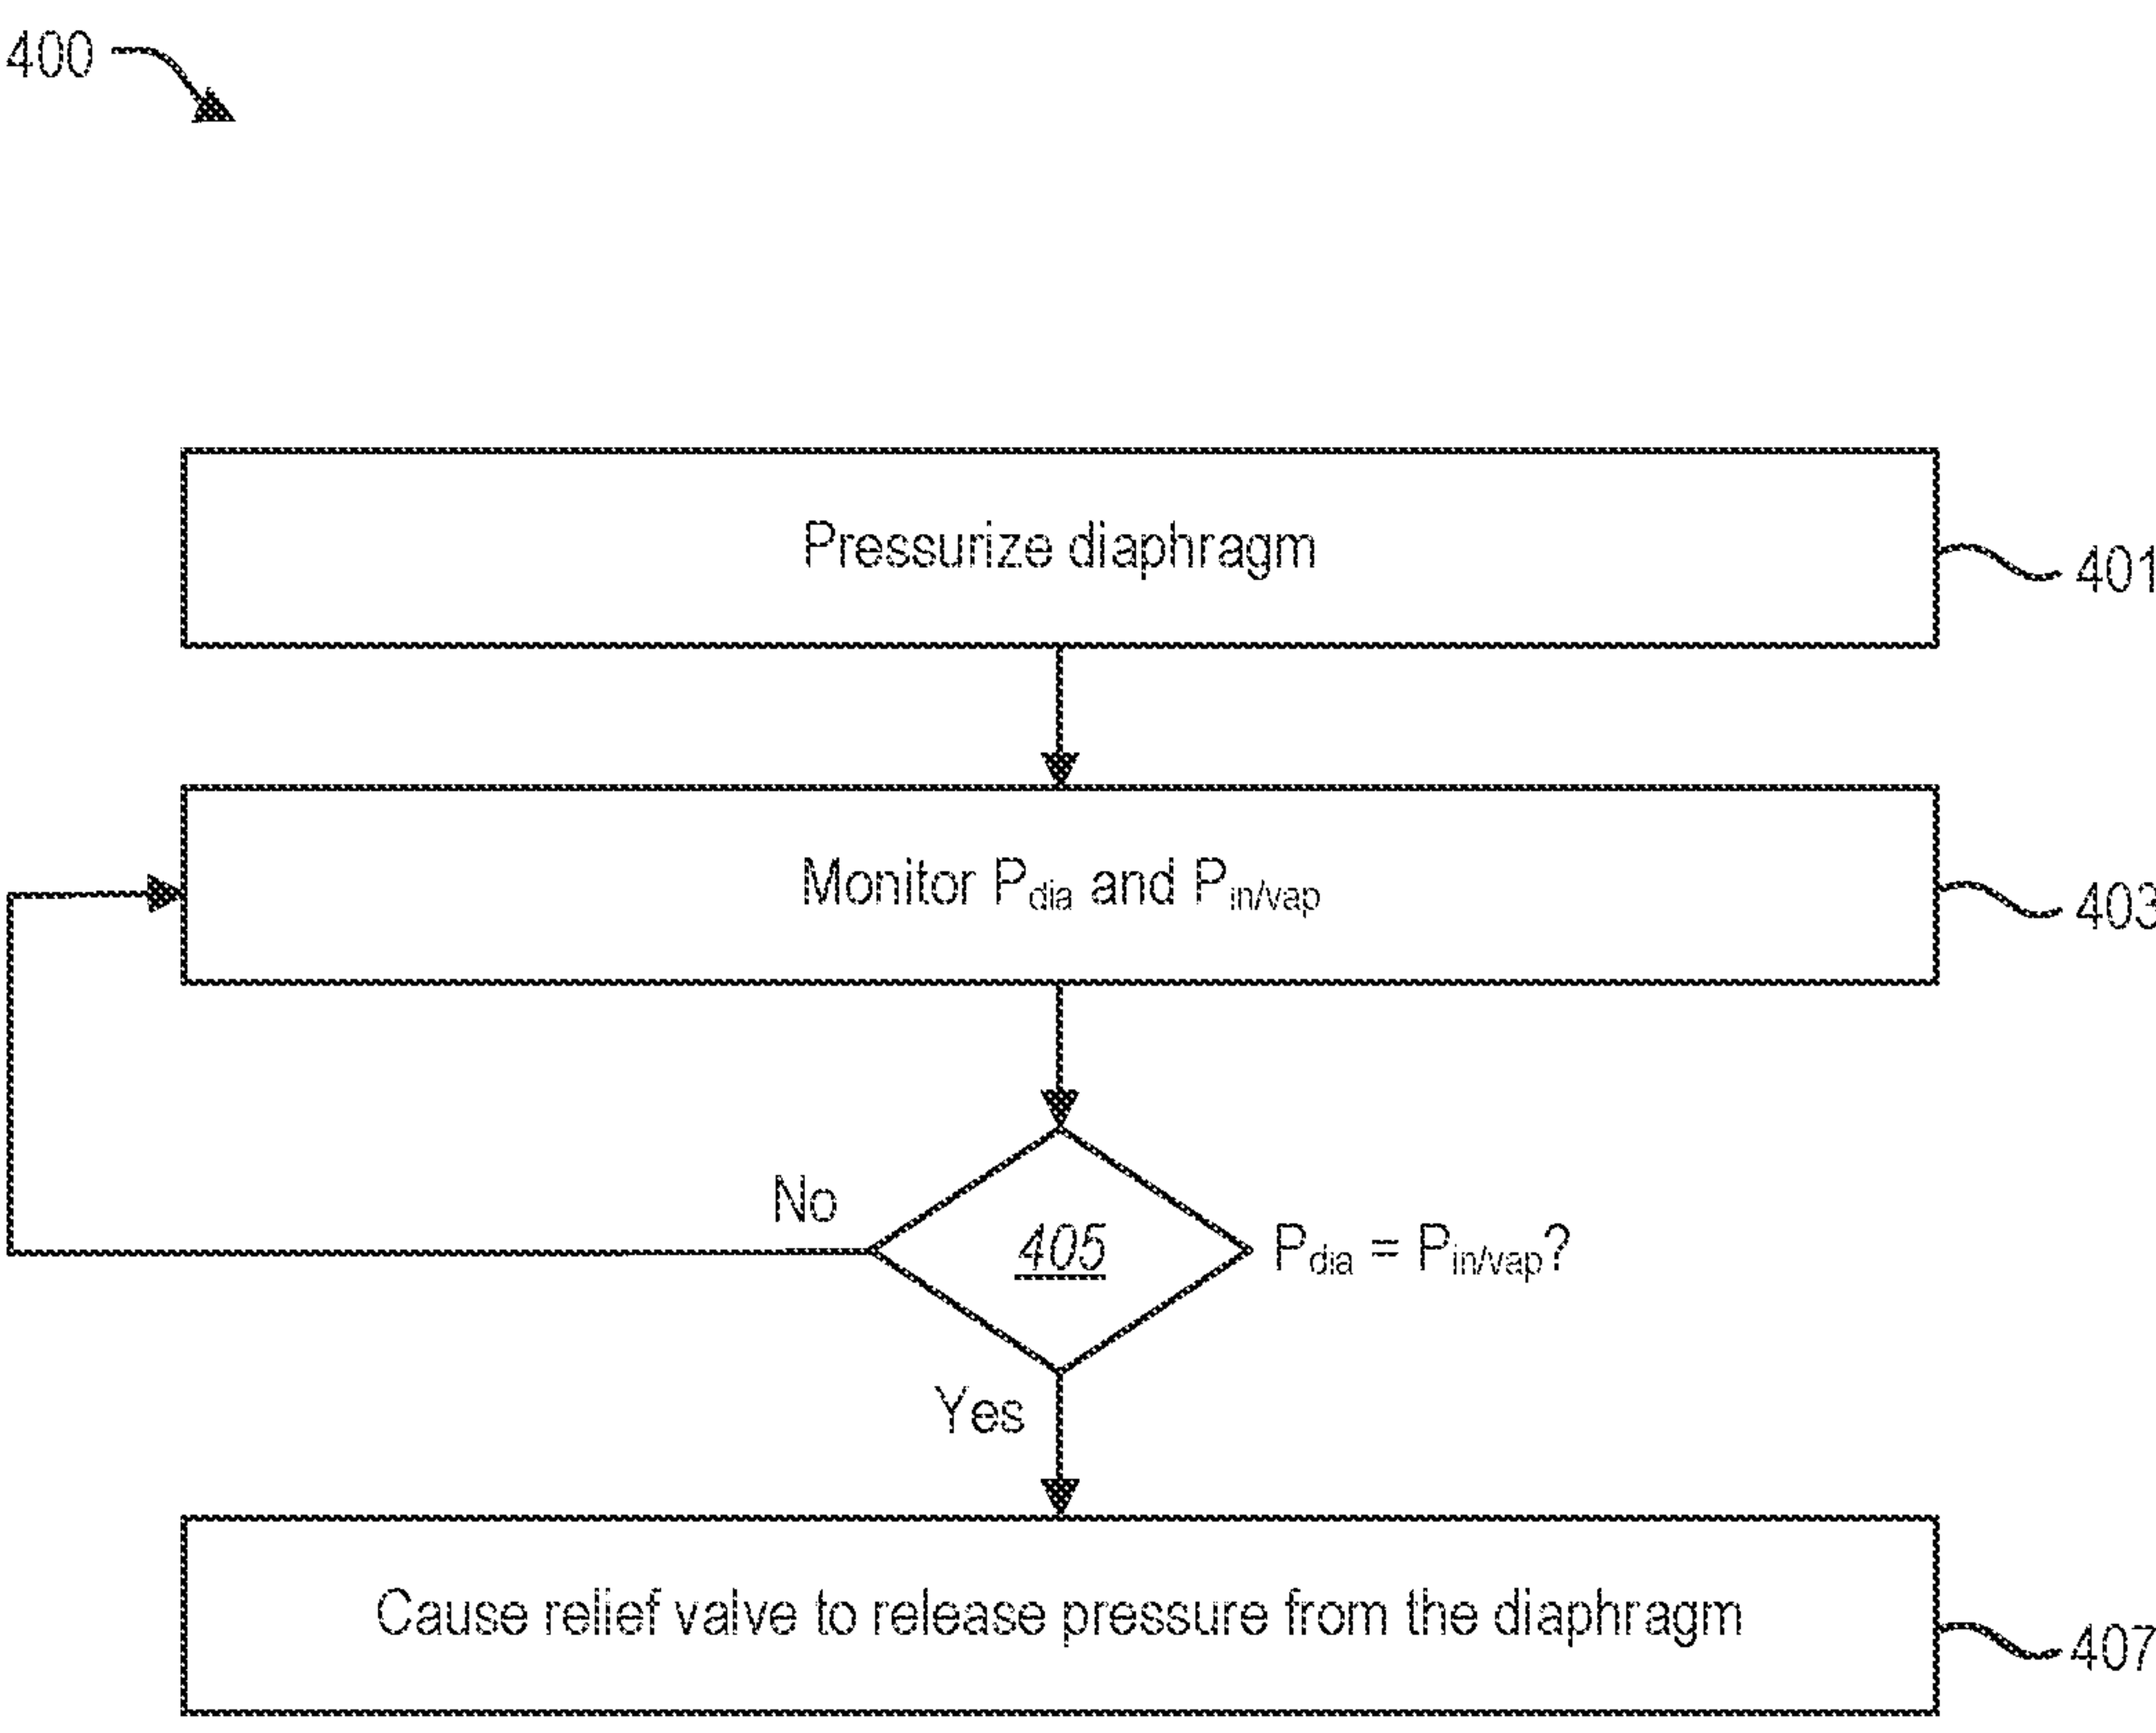 400
Pressurize diaphragm
401
Monitor Pdia and Pin/vap
403
No
405
Pdia = Pin/vap?
Yes
Cause relief valve to release pressure from the diaphragm
407